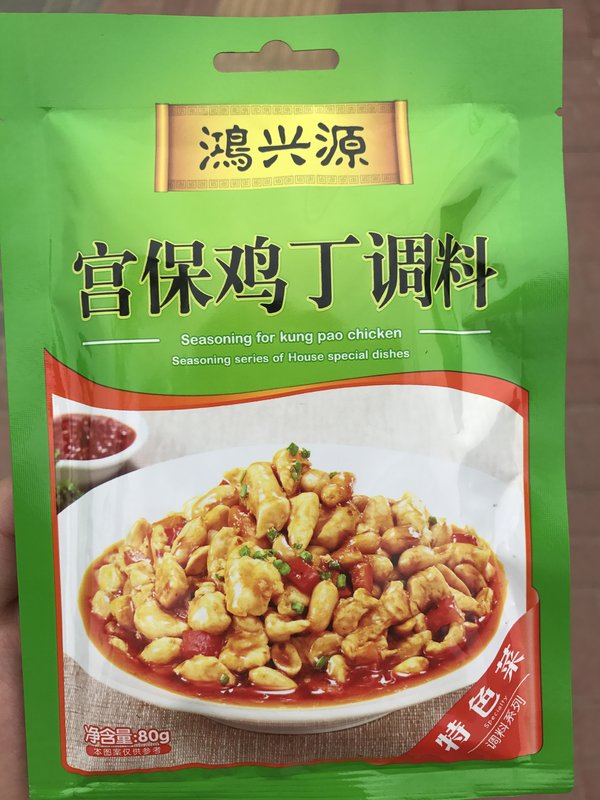 鴻兴源
宫保鸡丁调料
Seasoning for kung pao chicken
Seasoning series of House special dishes
净含量:80g
本图案仅供参考
特色菜
Specialty
调料系列